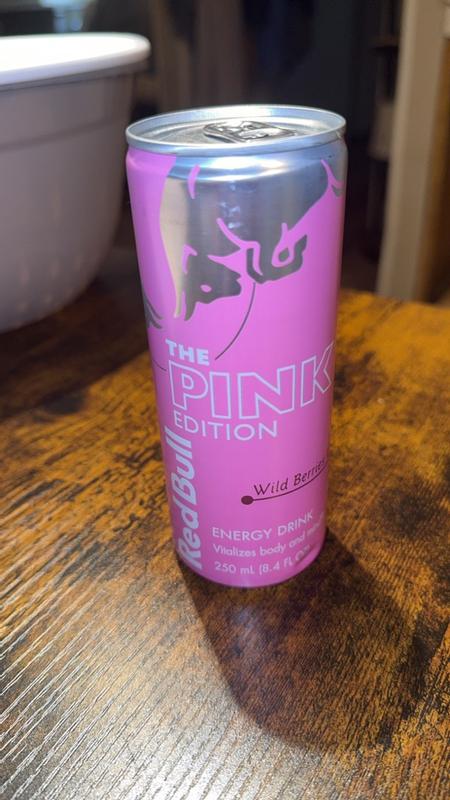 THE
PINK
EDITION
Red Bull
Wild Berries
ENERGY DRINK
Vitalizes body and
250 mL (8.4 FL